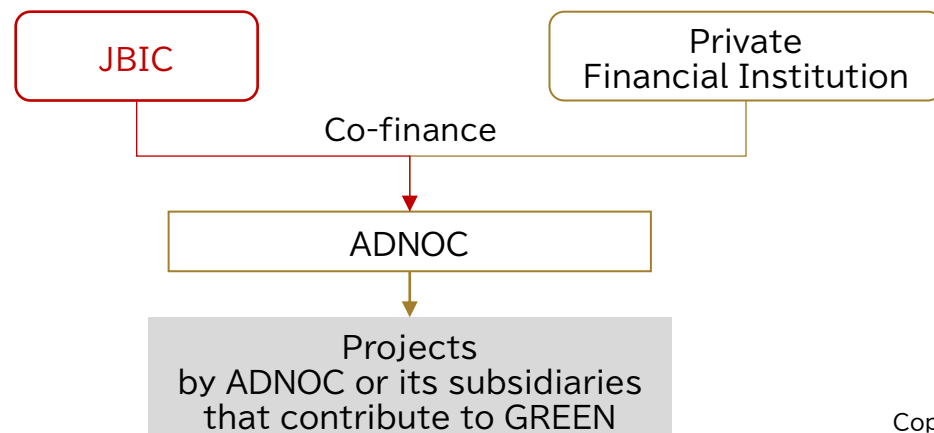 JBIC
Private
Financial Institution
Co-finance
ADNOC
Projects
by ADNOC or its subsidiaries
that contribute to GREEN
Cop